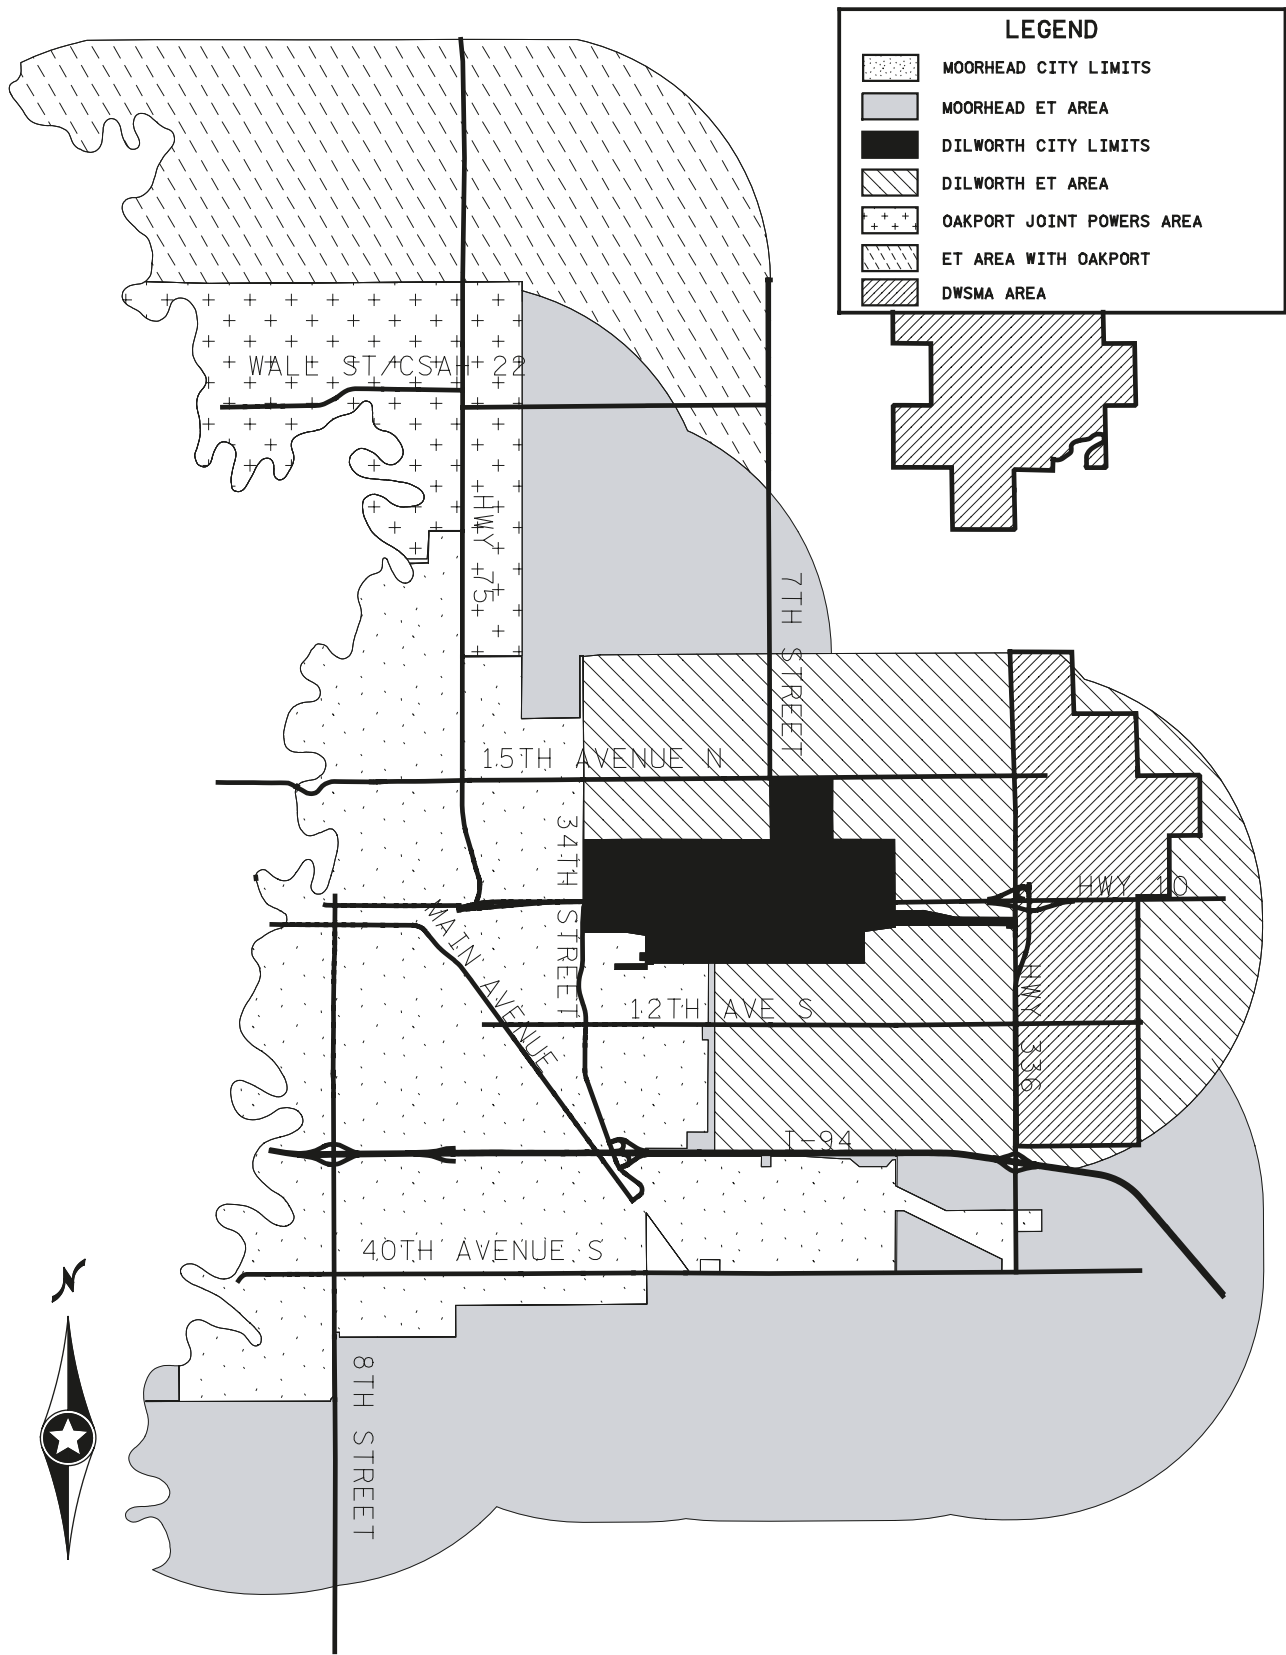 LEGEND
MOORHEAD CITY LIMITS
MOORHEAD ET AREA
DILWORTH CITY LIMITS
DILWORTH ET AREA
OAKPORT JOINT POWERS AREA
ET AREA WITH OAKPORT
DWSMA AREA
WALL ST/CSAH 22
HWY 75
7TH STREET
15TH AVENUE N
34TH STREET
HWY 10
MAIN AVENUE
12TH AVE S
HWY 336
I-94
40TH AVENUE S
8TH STREET
N